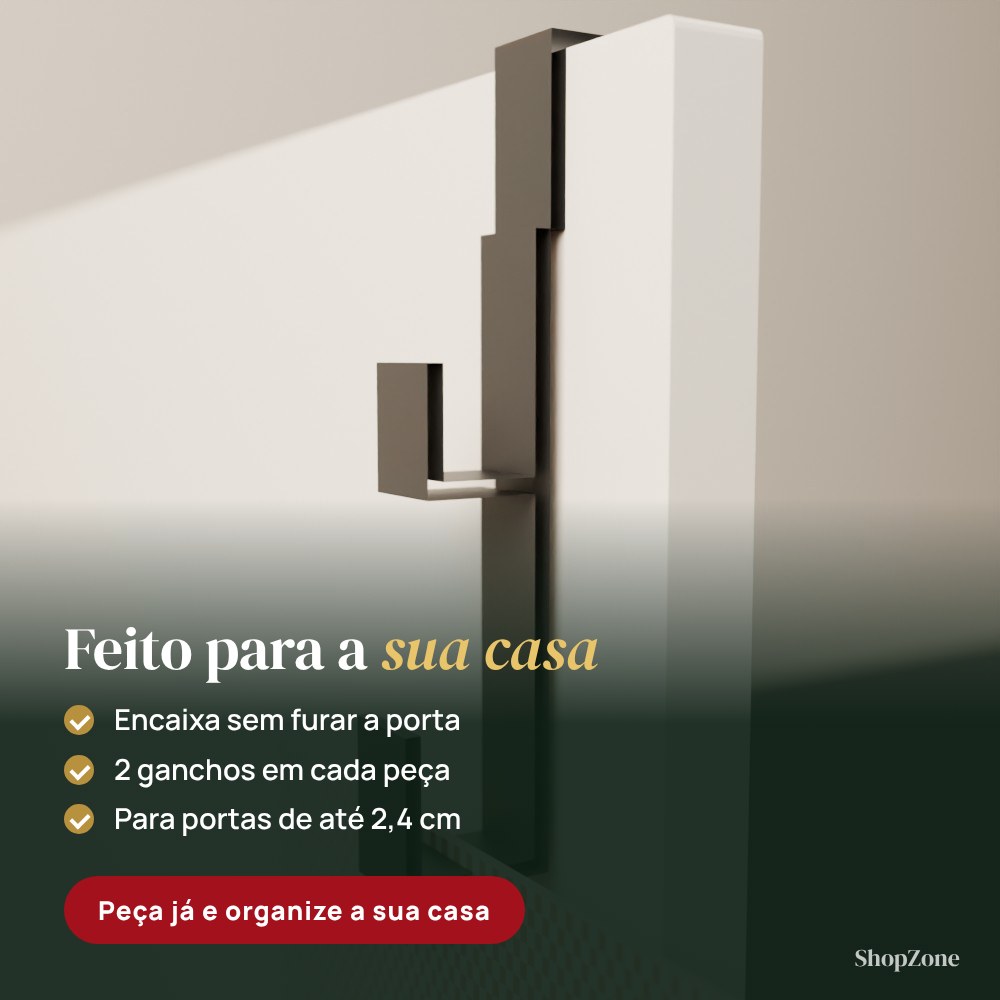 Feito para a sua casa
Encaixa sem furar a porta
2 ganchos em cada peça
Para portas de até 2,4 cm
Peça já e organize a sua casa
ShopZone